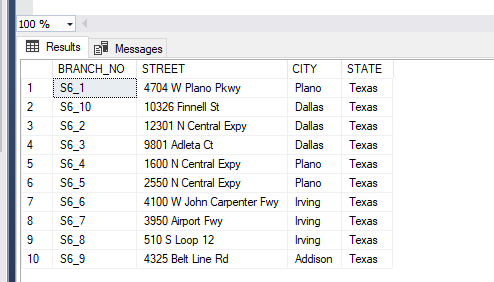 100 %
Results Messages
BRANCH_NO STREET CITY STATE
1 S6_1 4704 W Plano Pkwy Plano Texas
2 S6_10 10326 Finnell St Dallas Texas
3 S6_2 12301 N Central Expy Dallas Texas
4 S6_3 9801 Adleta Ct Dallas Texas
5 S6_4 1600 N Central Expy Plano Texas
6 S6_5 2550 N Central Expy Plano Texas
7 S6_6 4100 W John Carpenter Fwy Irving Texas
8 S6_7 3950 Airport Fwy Irving Texas
9 S6_8 510 S Loop 12 Irving Texas
10 S6_9 4325 Belt Line Rd Addison Texas